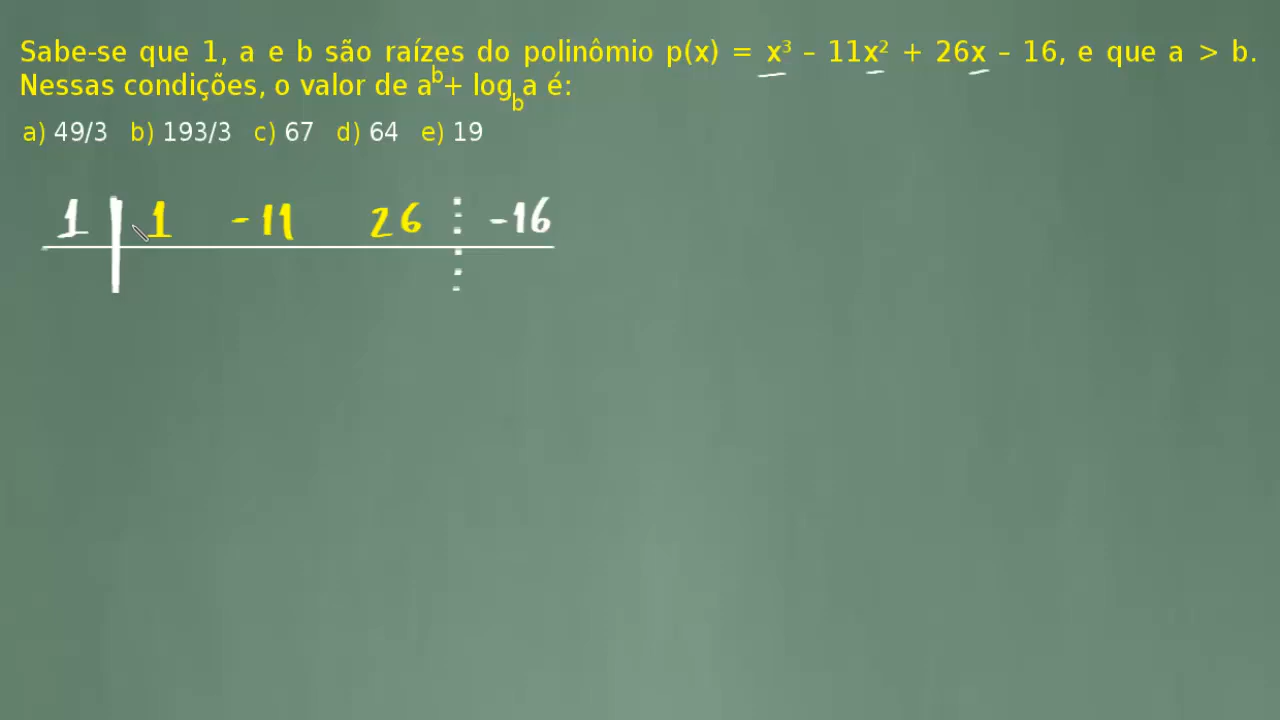 Sabe-se que 1, a e b são raízes do polinômio p(x) = x³ – 11x² + 26x – 16, e que a > b.
Nessas condições, o valor de aᵇ+ log_b a é:
a) 49/3 b) 193/3 c) 67 d) 64 e) 19
1 1 -11 26 -16